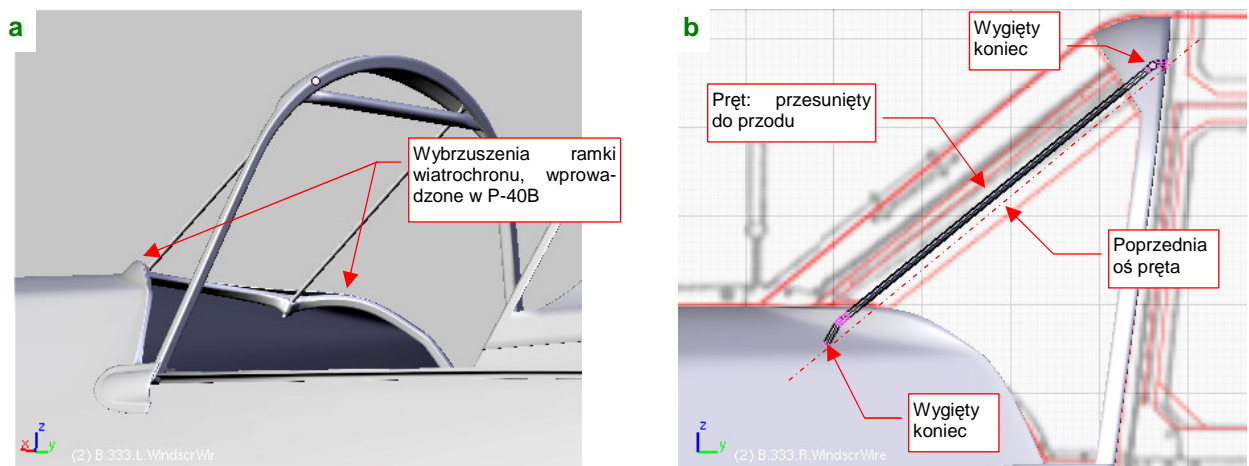 a
Wybrzuszenia ramki
wiatrochronu, wprowa-
dzone w P-40B
z
x
y
(2) B.333.L.WindscrWir
b
Wygięty
koniec
Pręt: przesunięty
do przodu
Poprzednia
oś pręta
Wygięty
koniec
z
y
(2) B.333.R.WindscrWire